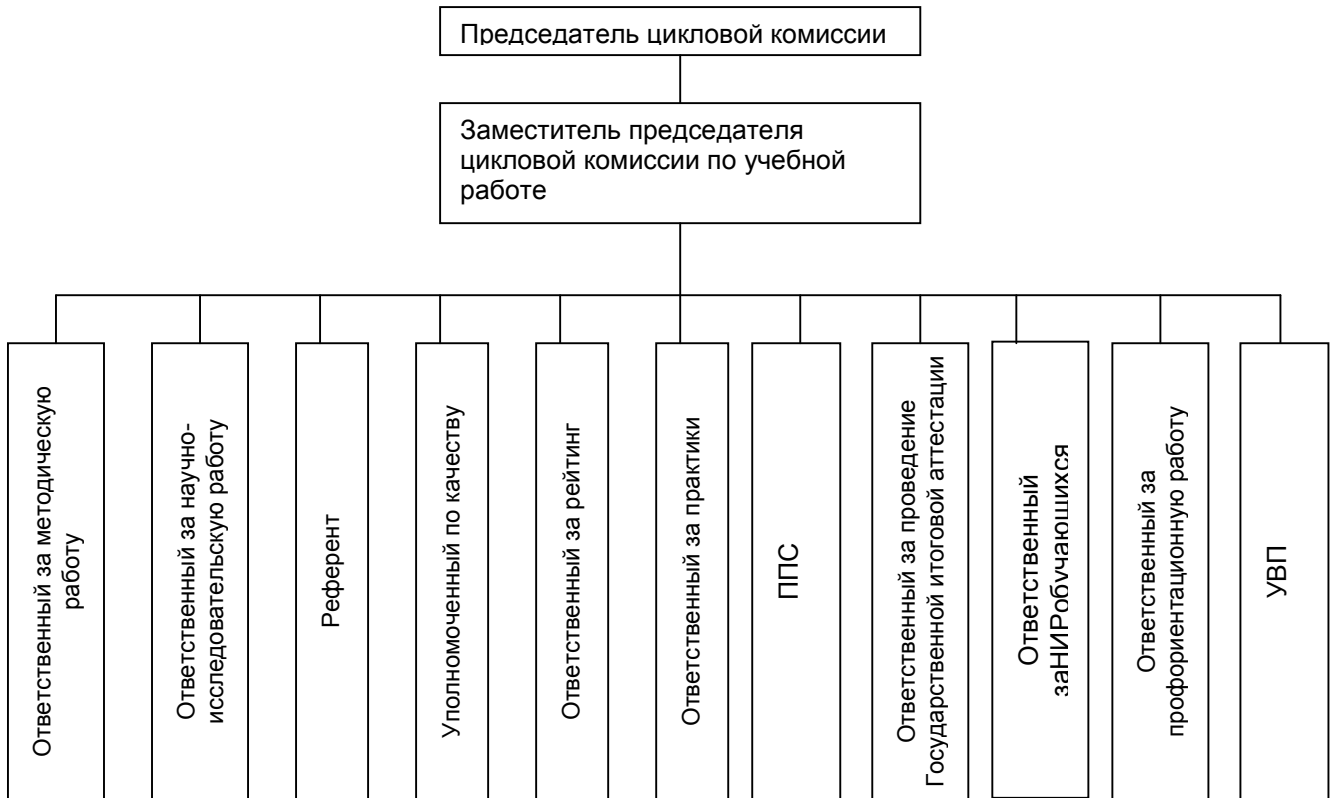 Председатель цикловой комиссии
Заместитель председателя
цикловой комиссии по учебной
работе
Ответственный за методическую
работу
Ответственный за научно-
исследовательскую работу
Референт
Уполномоченный по качеству
Ответственный за рейтинг
Ответственный за практики
ППС
Ответственный за проведение
Государственной итоговой аттестации
Ответственный
заНИРобучающихся
Ответственный за
профориентационную работу
УВП